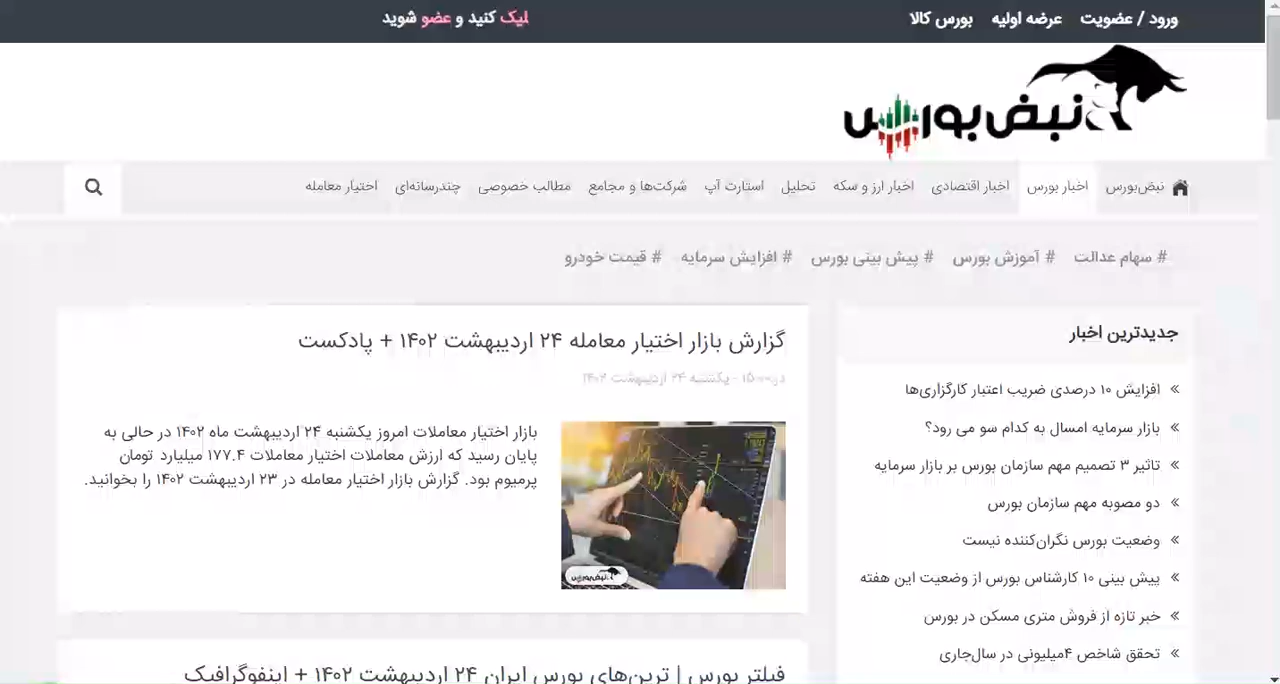 ورود / عضویت
عرضه اولیه
بورس کالا
لیک کنید و عضو شوید
نبض بورس
نبض‌بورس
اخبار بورس
اخبار اقتصادی
اخبار ارز و سکه
تحلیل
استارت آپ
شرکت‌ها و مجامع
مطالب خصوصی
چندرسانه‌ای
اختیار معامله
# سهام عدالت
# آموزش بورس
# پیش بینی بورس
# افزایش سرمایه
# قیمت خودرو
جدیدترین اخبار
» افزایش ۱۰ درصدی ضریب اعتبار کارگزاری‌ها
» بازار سرمایه امسال به کدام سو می رود؟
» تاثیر ۳ تصمیم مهم سازمان بورس بر بازار سرمایه
» دو مصوبه مهم سازمان بورس
» وضعیت بورس نگران‌کننده نیست
» پیش بینی ۱۰ کارشناس بورس از وضعیت این هفته
» خبر تازه از فروش متری مسکن در بورس
» تحقق شاخص ۴میلیونی در سال‌جاری
گزارش بازار اختیار معامله ۲۴ اردیبهشت ۱۴۰۲ + پادکست
یکشنبه ۲۴ اردیبهشت ۱۴۰۲
بازار اختیار معاملات امروز یکشنبه ۲۴ اردیبهشت ماه ۱۴۰۲ در حالی به
پایان رسید که ارزش معاملات اختیار معاملات ۱۷۷.۴ میلیارد تومان
پرمیوم بود. گزارش بازار اختیار معامله در ۲۳ اردیبهشت ۱۴۰۲ را بخوانید.
نبض بورس
فیلتر بورس | ترین‌های بورس ایران ۲۴ اردیبهشت ۱۴۰۲ + اینفوگرافیک